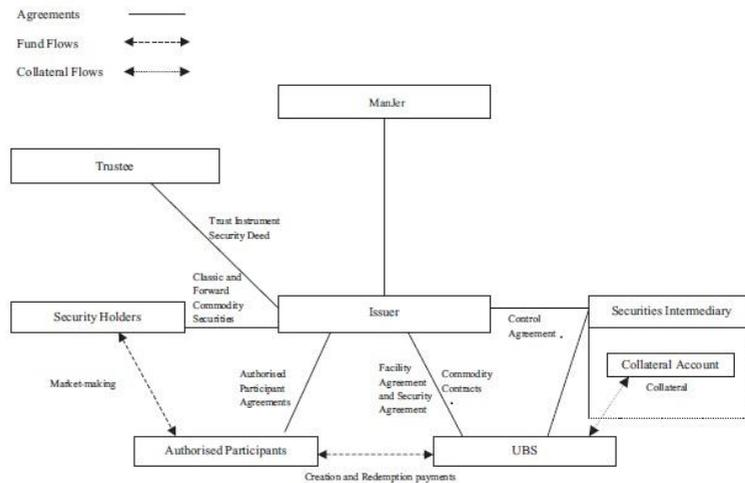 Agreements
Fund Flows
Collateral Flows
ManJer
Trustee
Trust Instrument
Security Deed
Classic and
Forward
Commodity
Securities
Security Holders
Issuer
Securities Intermediary
Control
Agreement
Collateral Account
Collateral
Market-making
Authorised
Participant
Agreements
Facility
Agreement
and Security
Agreement
Commodity
Contracts
Authorised Participants
UBS
Creation and Redemption payments